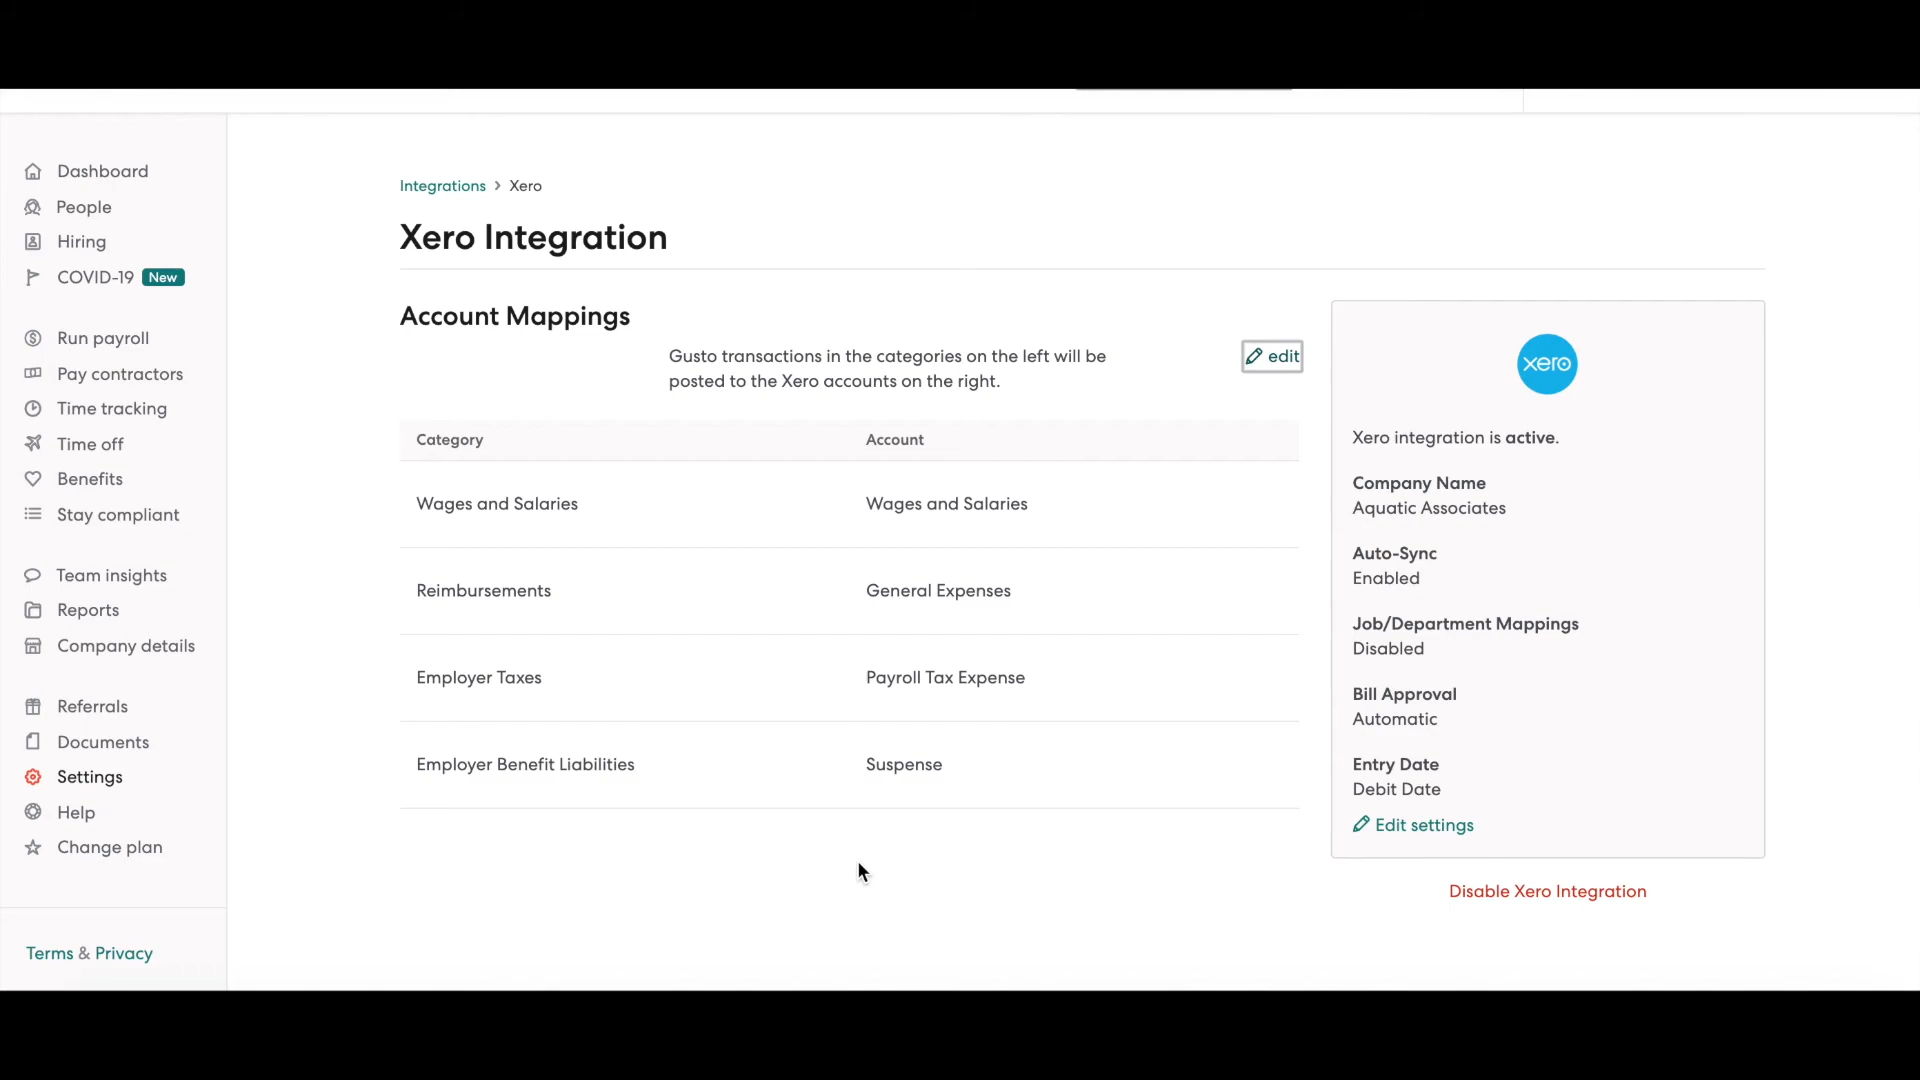 Dashboard
People
Hiring
COVID-19 New
Run payroll
Pay contractors
Time tracking
Time off
Benefits
Stay compliant
Team insights
Reports
Company details
Referrals
Documents
Settings
Help
Change plan
Terms & Privacy
Integrations > Xero
Xero Integration
Account Mappings
Gusto transactions in the categories on the left will be
posted to the Xero accounts on the right.
edit
Category Account
Wages and Salaries Wages and Salaries
Reimbursements General Expenses
Employer Taxes Payroll Tax Expense
Employer Benefit Liabilities Suspense
xero
Xero integration is active.
Company Name
Aquatic Associates
Auto-Sync
Enabled
Job/Department Mappings
Disabled
Bill Approval
Automatic
Entry Date
Debit Date
Edit settings
Disable Xero Integration